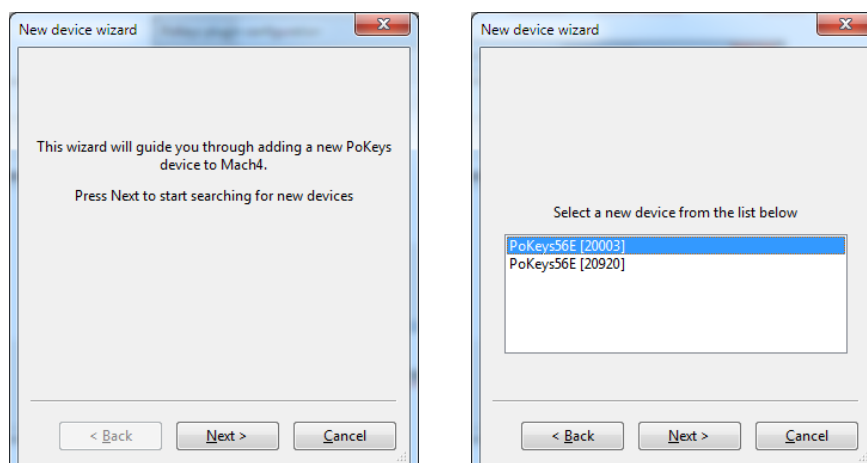 New device wizard
This wizard will guide you through adding a new PoKeys
device to Mach4.
Press Next to start searching for new devices
< Back
Next >
Cancel
New device wizard
Select a new device from the list below
PoKeys56E [20003]
PoKeys56E [20920]
< Back
Next >
Cancel